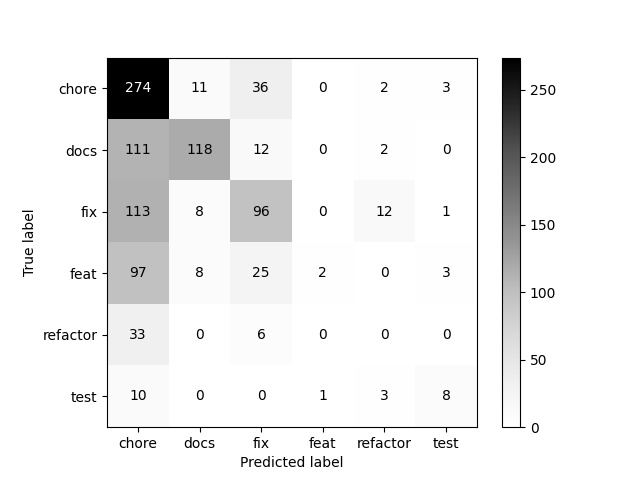 chore 274 11 36 0 2 3
docs 111 118 12 0 2 0
fix 113 8 96 0 12 1
feat 97 8 25 2 0 3
refactor 33 0 6 0 0 0
test 10 0 0 1 3 8
chore docs fix feat refactor test
Predicted label
True label
250
200
150
100
50
0